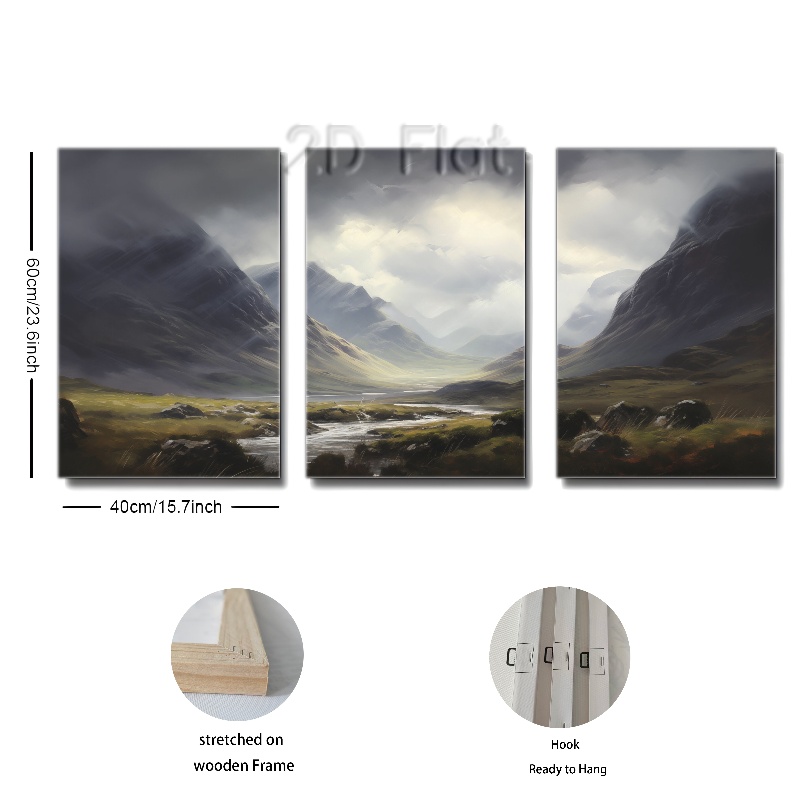 2D Flat
60cm/23.6inch
40cm/15.7inch
stretched on
wooden Frame
Hook
Ready to Hang